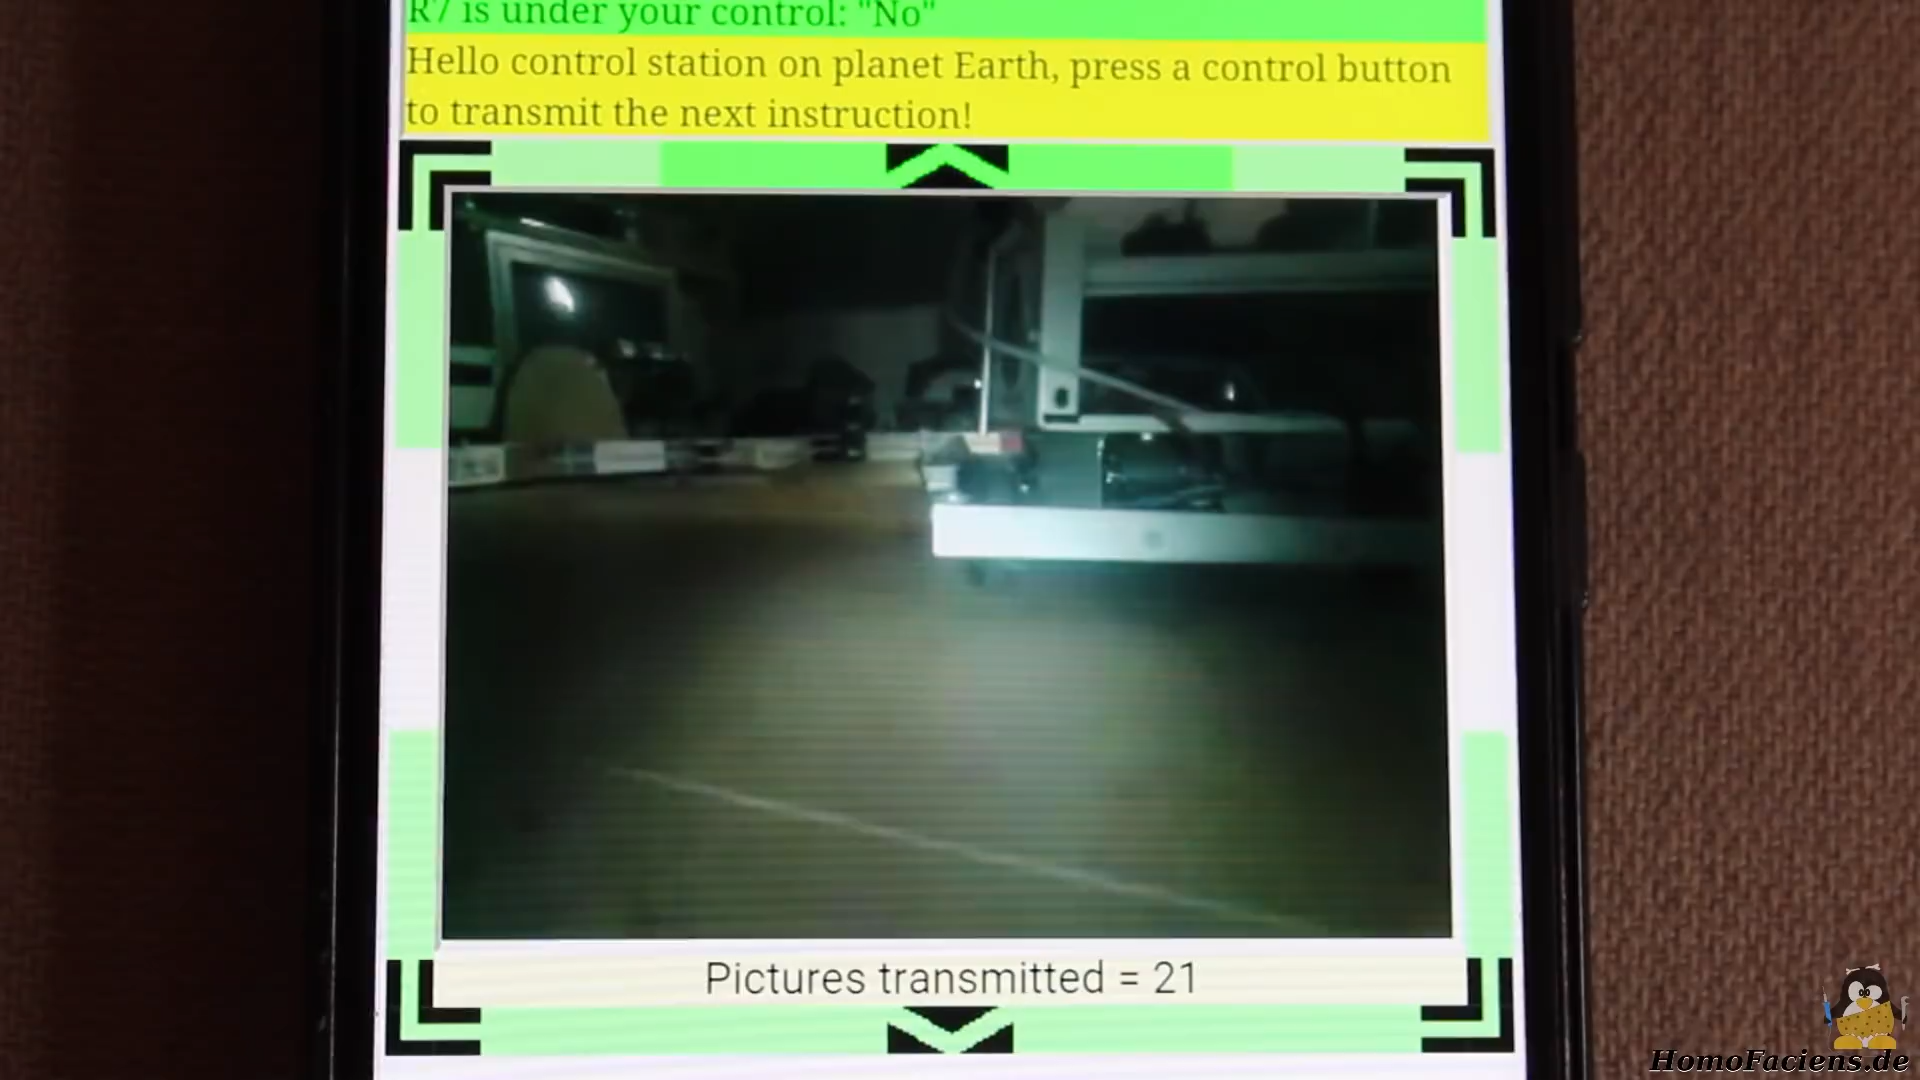 R7 is under your control: "No"
Hello control station on planet Earth, press a control button
to transmit the next instruction!
Pictures transmitted = 21
HomoFaciens.de